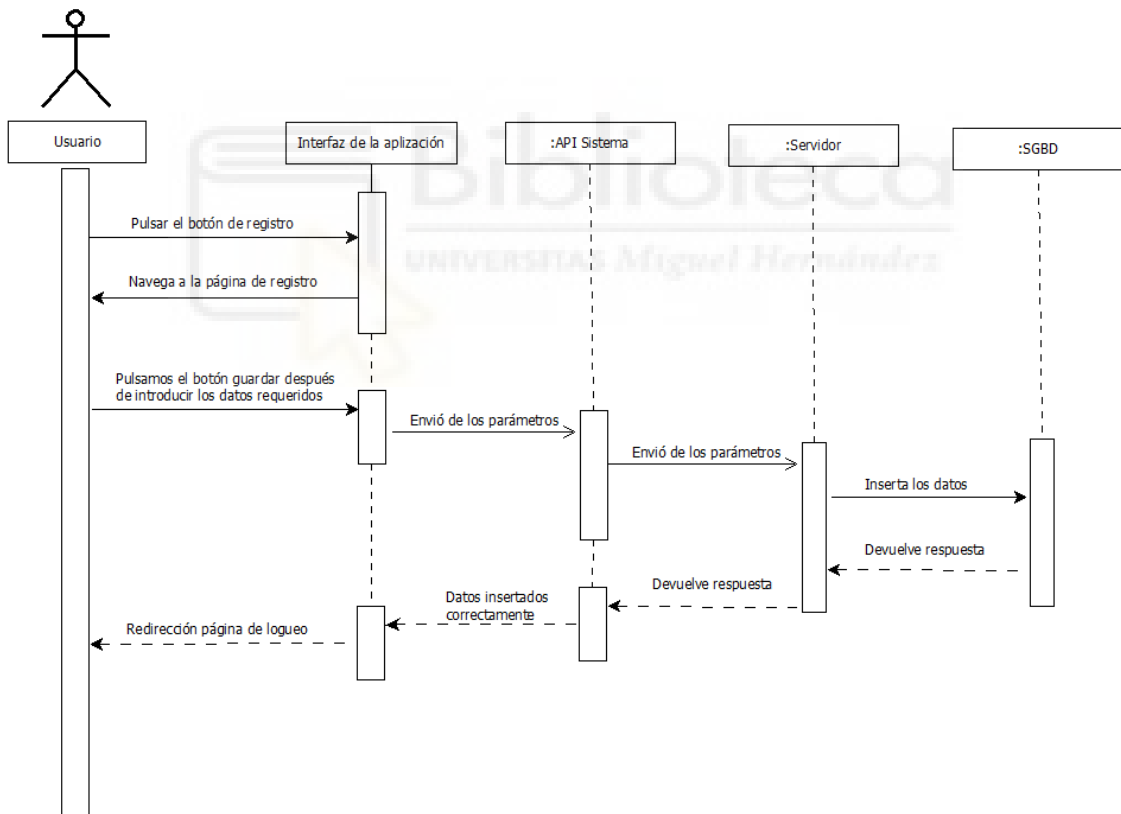 Biblioteca
UNIVERSITAS Miguel Hernández
Usuario
Interfaz de la aplización
:API Sistema
:Servidor
:SGBD
Pulsar el botón de registro
Navega a la página de registro
Pulsamos el botón guardar después
de introducir los datos requeridos
Envió de los parámetros
Envió de los parámetros
Inserta los datos
Devuelve respuesta
Devuelve respuesta
Datos insertados
correctamente
Redirección página de logueo